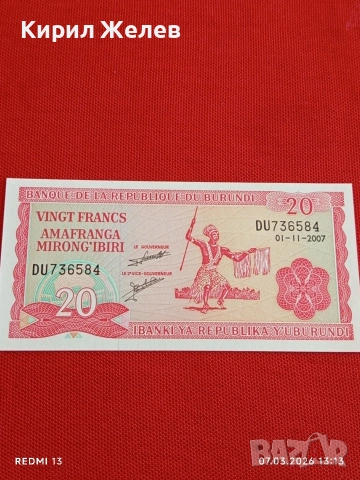 Кирил Желев
BANQUE DE LA REPUBLIQUE DU BURUNDI
20
VINGT FRANCS
AMAFRANGA
MIRONG'IBIRI
LE GOUVERNEUR
DU736584
01-11-2007
DU736584
LE 2e VICE-GOUVERNEUR
20
IBANKI YA REPUBLIKA Y'UBURUNDI
BAZAR
REDMI 13
07.03.2026 13:13